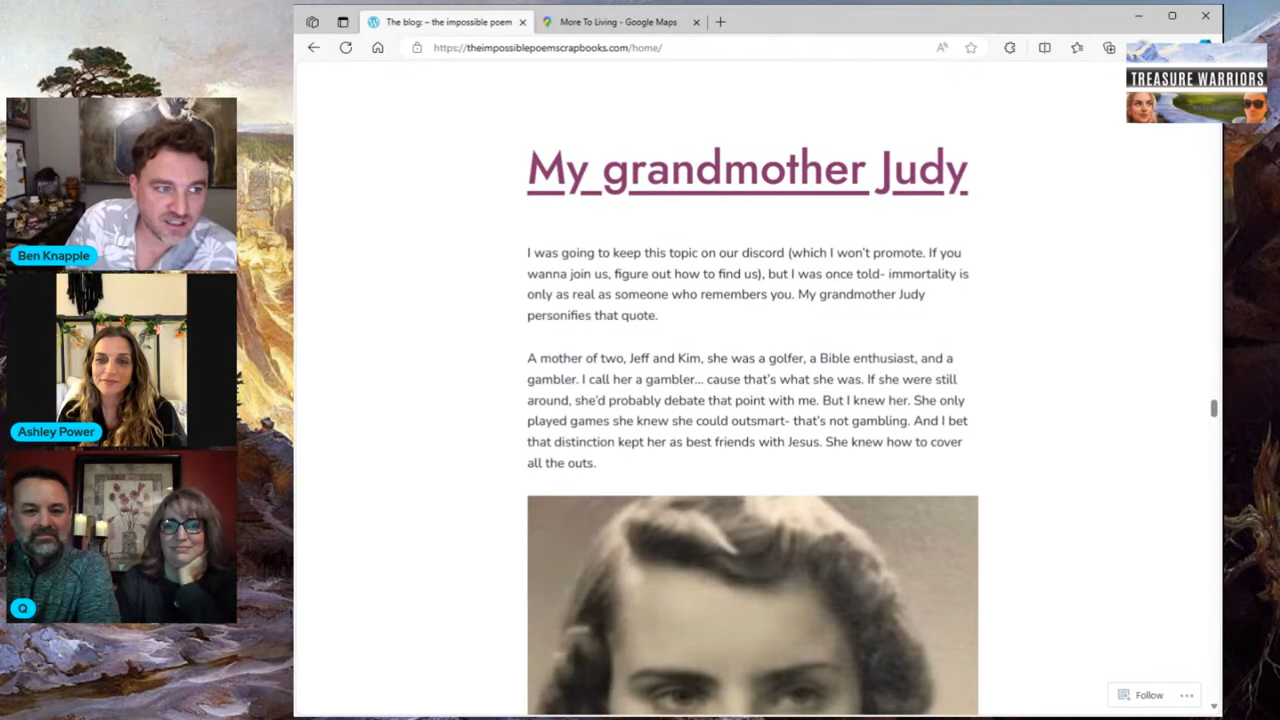 The blog: – the impossible poem
More To Living - Google Maps
https://theimpossiblepoemscrapbooks.com/home/
TREASURE WARRIORS
My grandmother Judy
I was going to keep this topic on our discord (which I won't promote. If you
wanna join us, figure out how to find us), but I was once told- immortality is
only as real as someone who remembers you. My grandmother Judy
personifies that quote.
A mother of two, Jeff and Kim, she was a golfer, a Bible enthusiast, and a
gambler. I call her a gambler... cause that's what she was. If she were still
around, she'd probably debate that point with me. But I knew her. She only
played games she knew she could outsmart- that's not gambling. And I bet
that distinction kept her as best friends with Jesus. She knew how to cover
all the outs.
Follow
Ben Knapple
Ashley Power
Q